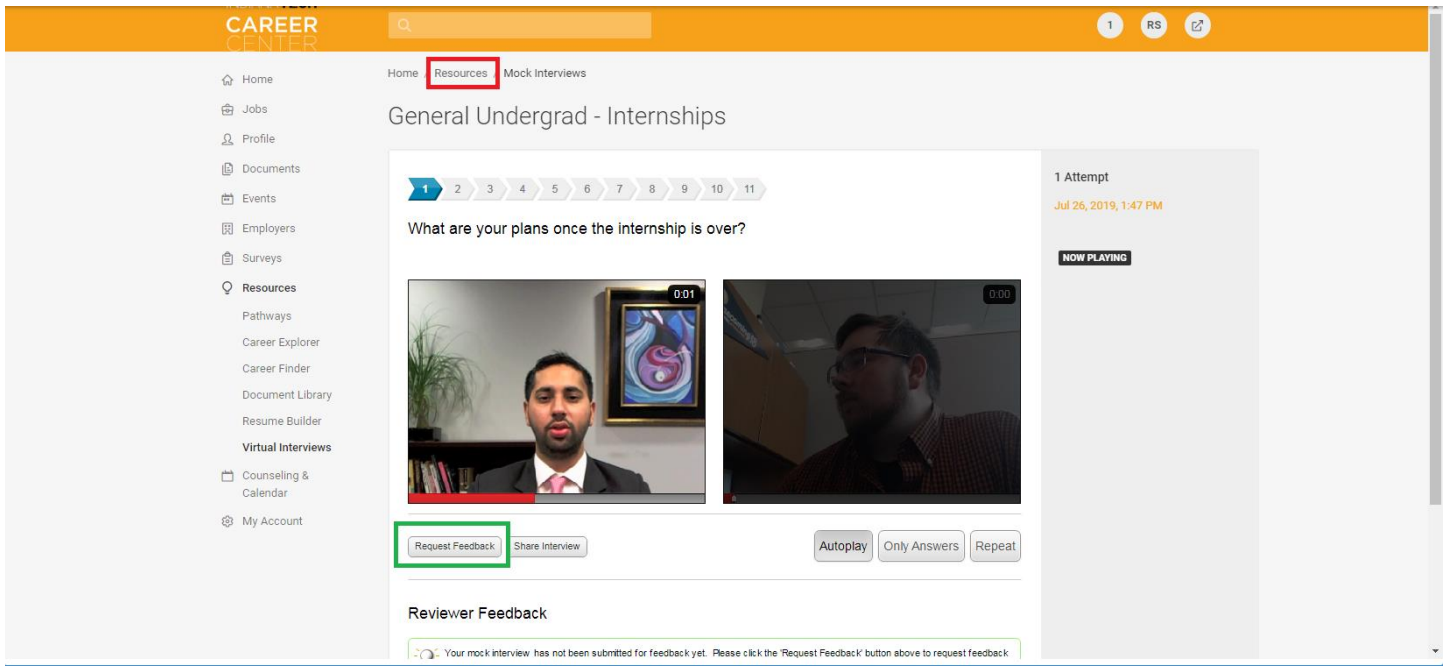 CAREER
CENTER
1
RS
Home
Jobs
Profile
Documents
Events
Employers
Surveys
Resources
Pathways
Career Explorer
Career Finder
Document Library
Resume Builder
Virtual Interviews
Counseling &
Calendar
My Account
Home / Resources / Mock Interviews
General Undergrad - Internships
1 2 3 4 5 6 7 8 9 10 11
What are your plans once the internship is over?
0:01
0:00
Request Feedback
Share Interview
Autoplay
Only Answers
Repeat
Reviewer Feedback
Your mock interview has not been submitted for feedback yet. Please click the 'Request Feedback' button above to request feedback
1 Attempt
Jul 26, 2019, 1:47 PM
NOW PLAYING